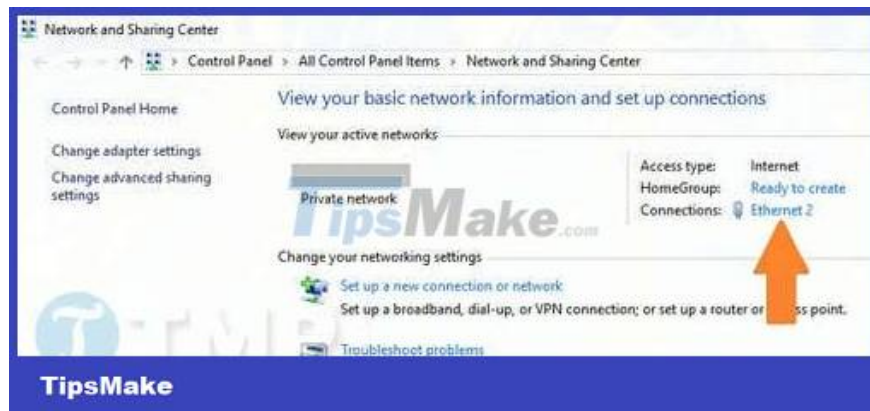 Network and Sharing Center
Control Panel > All Control Panel Items > Network and Sharing Center
Control Panel Home
Change adapter settings
Change advanced sharing
settings
View your basic network information and set up connections
View your active networks
Private network
Access type: Internet
HomeGroup: Ready to create
Connections: Ethernet 2
TipsMake.com
Change your networking settings
Set up a new connection or network
Set up a broadband, dial-up, or VPN connection; or set up a router or ss point.
Troubleshoot problems
TMP
TipsMake